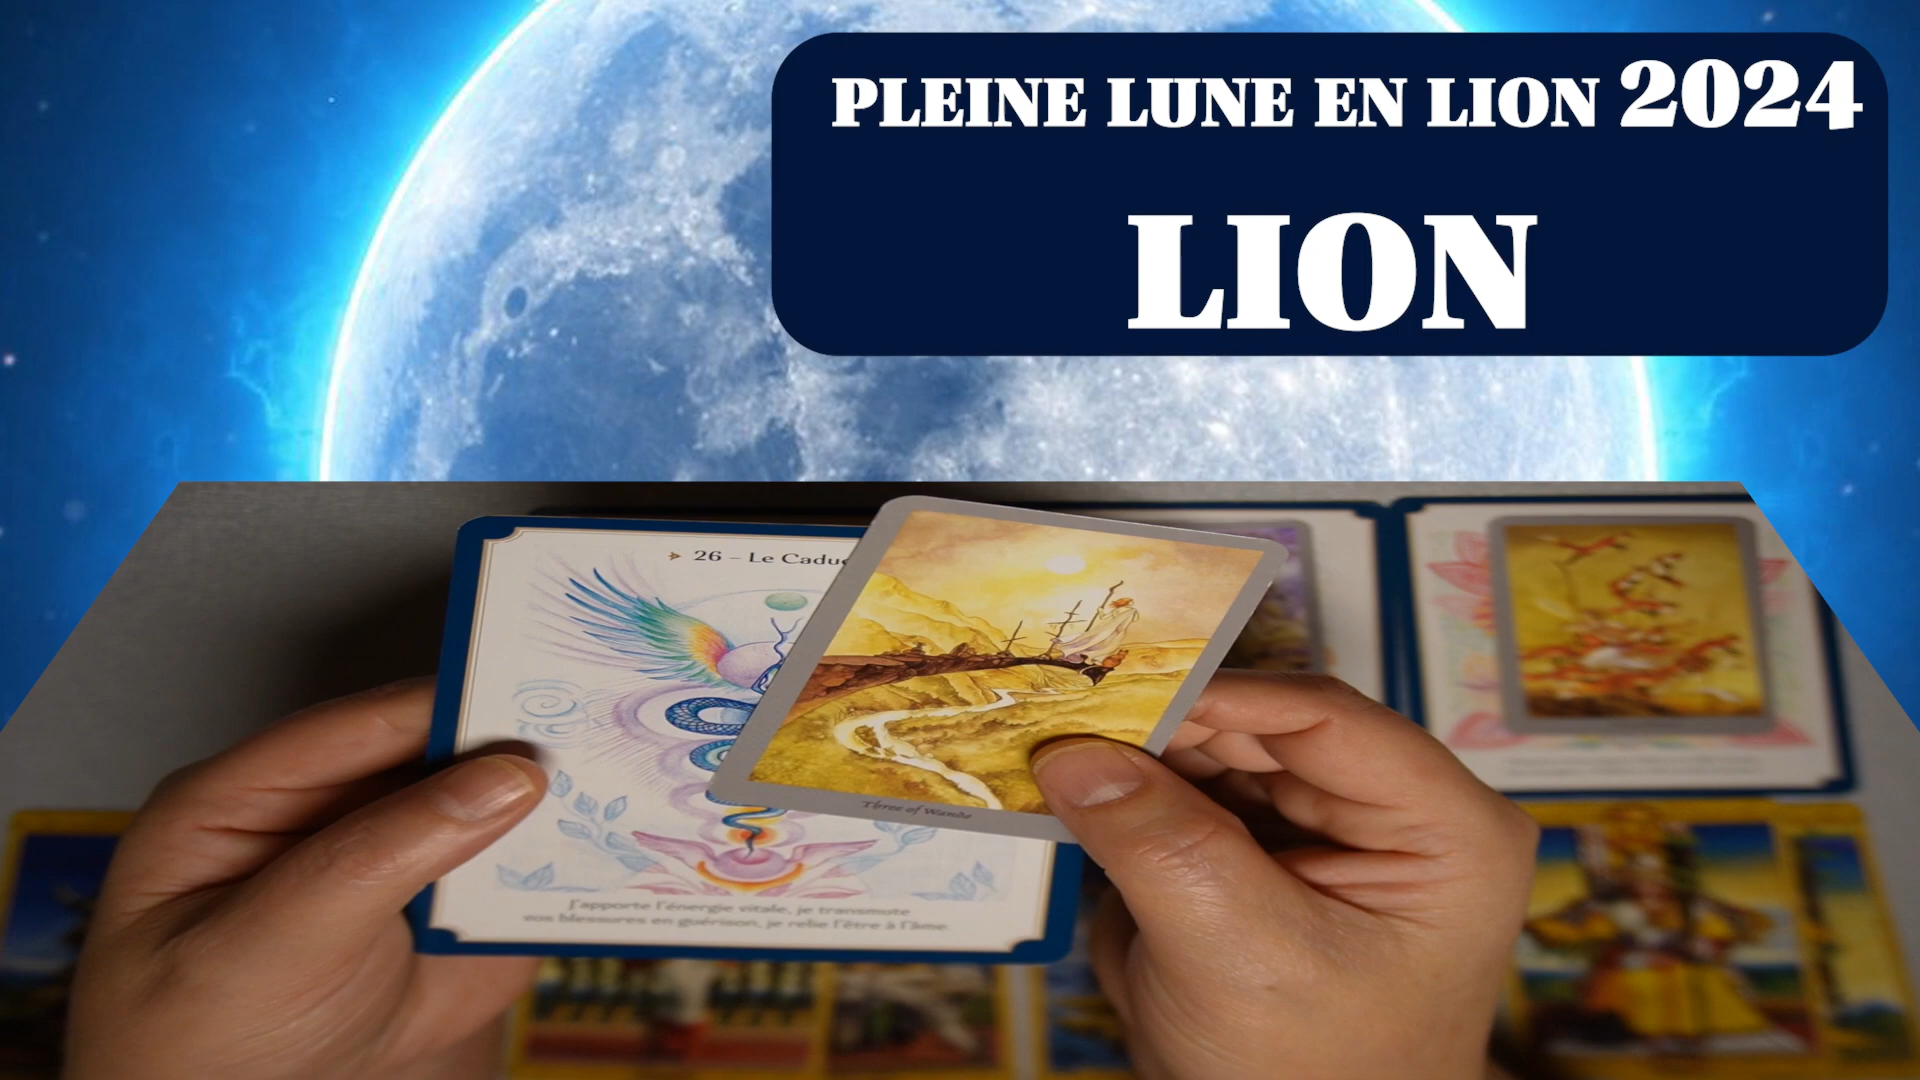 PLEINE LUNE EN LION 2024
LION
26 – Le Caduc
Three of Wands
J'apporte l'énergie vitale, je transmute
vos blessures en guérison, je relie l'être à l'âme.